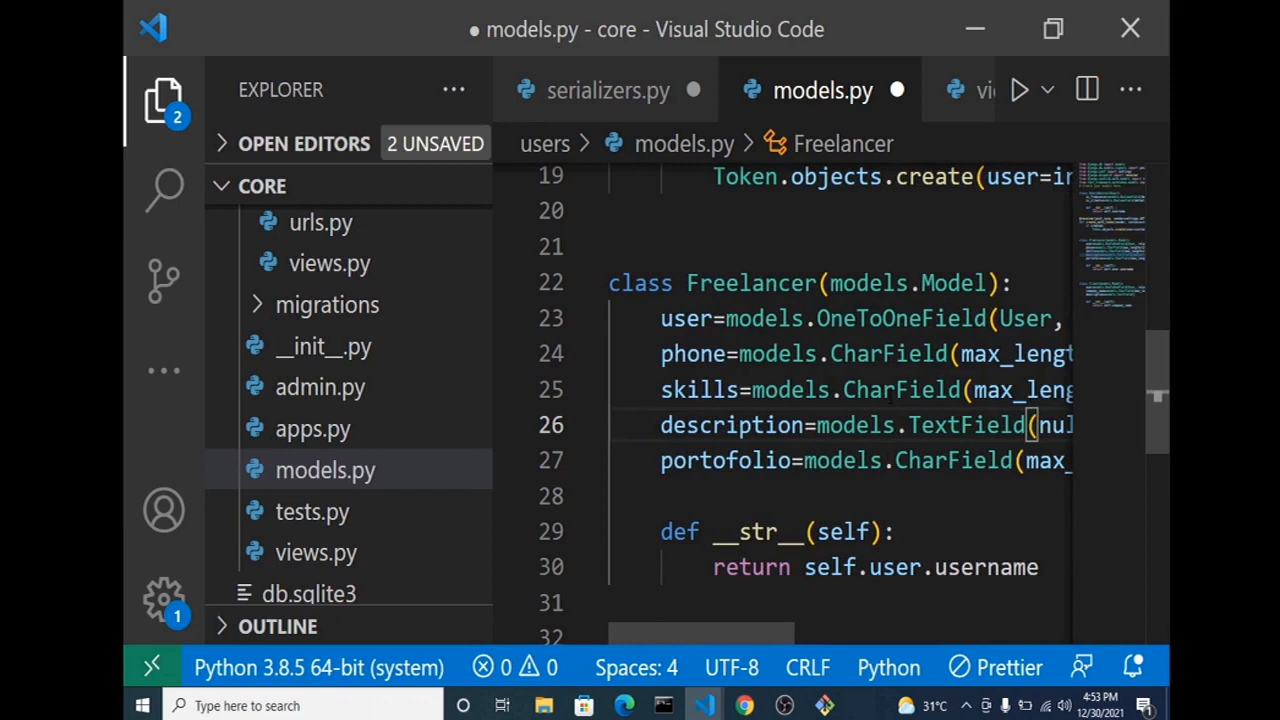 ● models.py - core - Visual Studio Code
2
EXPLORER ...
OPEN EDITORS 2 UNSAVED
CORE
urls.py
views.py
migrations
__init__.py
admin.py
apps.py
models.py
tests.py
views.py
db.sqlite3
OUTLINE
1
serializers.py ● models.py ● vi ...
users > models.py > Freelancer
19 Token.objects.create(user=in
20
21
22 class Freelancer(models.Model):
23 user=models.OneToOneField(User,
24 phone=models.CharField(max_lengt
25 skills=models.CharField(max_leng
26 description=models.TextField(nul
27 portofolio=models.CharField(max_
28
29 def __str__(self):
30 return self.user.username
31
32
Python 3.8.5 64-bit (system) 0 0 Spaces: 4 UTF-8 CRLF Python Prettier
Type here to search 31°C 4:53 PM
12/30/2021 1